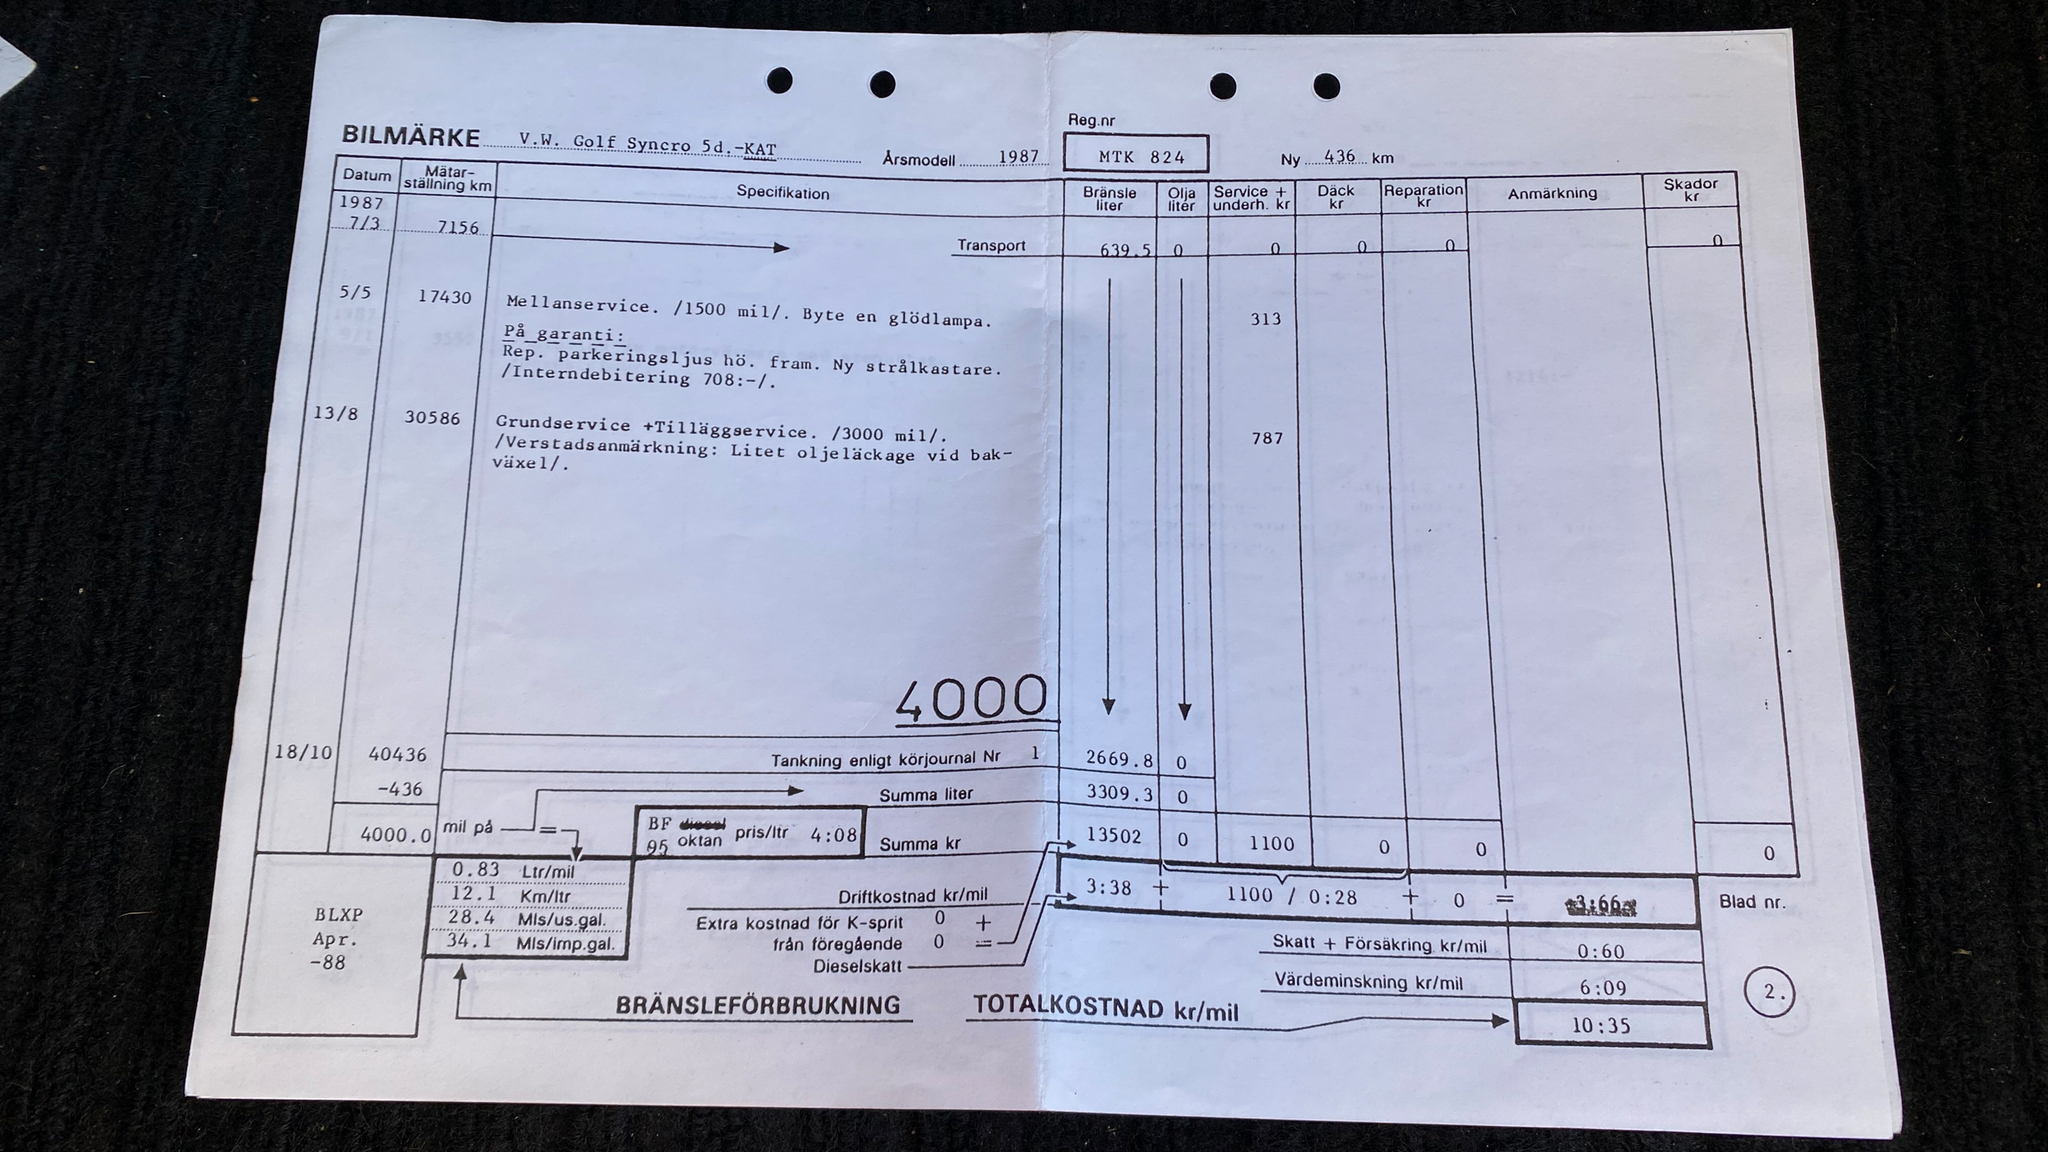 Reg.nr
BILMÄRKE V.W. Golf Syncro 5d.-KAT Årsmodell 1987 MTK 824 Ny 436 km
Datum Mätar-ställning km Specifikation Bränsle liter Olja liter Service + underh. kr Däck kr Reparation kr Anmärkning Skador kr
1987
7/3 7156 Transport 639.5 0 0 0 0 0
5/5 17430 Mellanservice. /1500 mil/. Byte en glödlampa. 313
På garanti:
Rep. parkeringsljus hö. fram. Ny strålkastare.
/Interndebitering 708:-/.
13/8 30586 Grundservice +Tilläggservice. /3000 mil/. 787
/Verstadsanmärkning: Litet oljeläckage vid bak-
växel/.
4000
18/10 40436 Tankning enligt körjournal Nr 1 2669.8 0
-436 Summa liter 3309.3 0
4000.0 mil på = BF diesel 95 oktan pris/ltr 4:08 Summa kr 13502 0 1100 0 0 0
0.83 Ltr/mil
12.1 Km/ltr
28.4 Mls/us.gal.
34.1 Mls/imp.gal.
BLXP
Apr.
-88
Driftkostnad kr/mil 3:38 + 1100 / 0:28 + 0 = 3:66
Blad nr.
Extra kostnad för K-sprit 0 +
från föregående 0 =
Dieselskatt
Skatt + Försäkring kr/mil 0:60
Värdeminskning kr/mil 6:09
2.
BRÄNSLEFÖRBRUKNING TOTALKOSTNAD kr/mil 10:35